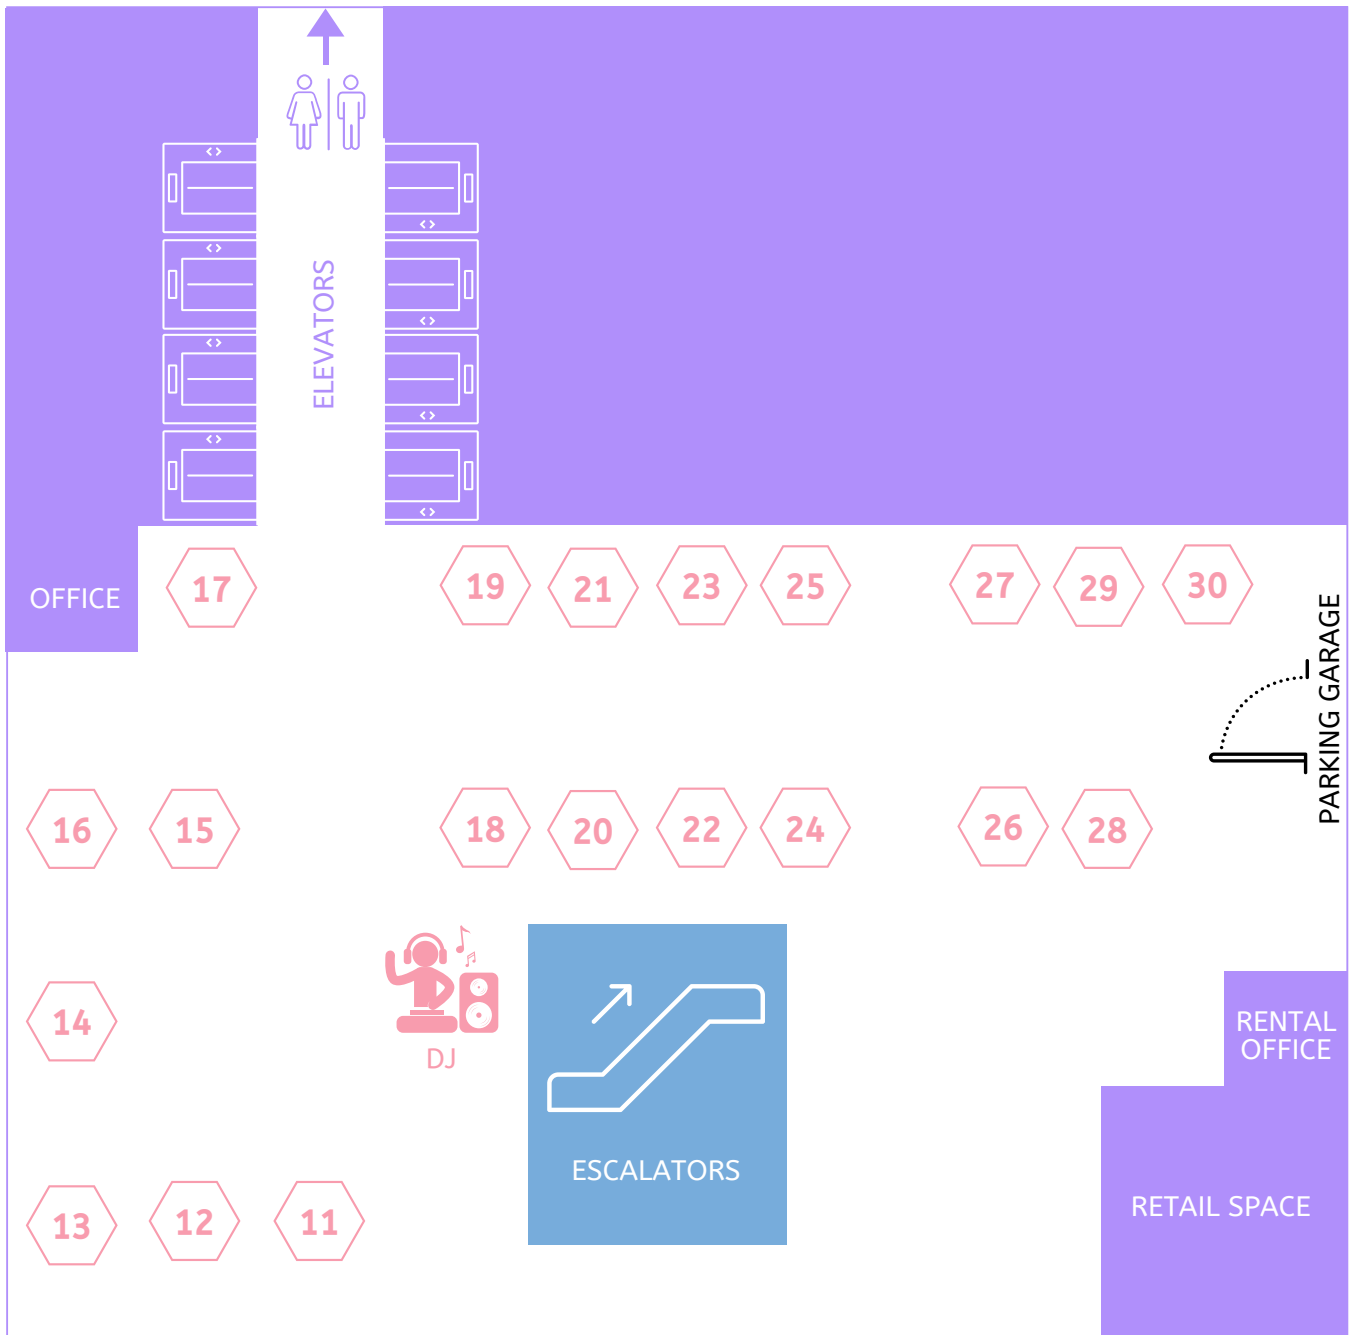 ELEVATORS
OFFICE
17
19
21
23
25
27
29
30
PARKING GARAGE
16
15
18
20
22
24
26
28
14
DJ
RENTAL
OFFICE
ESCALATORS
RETAIL SPACE
13
12
11